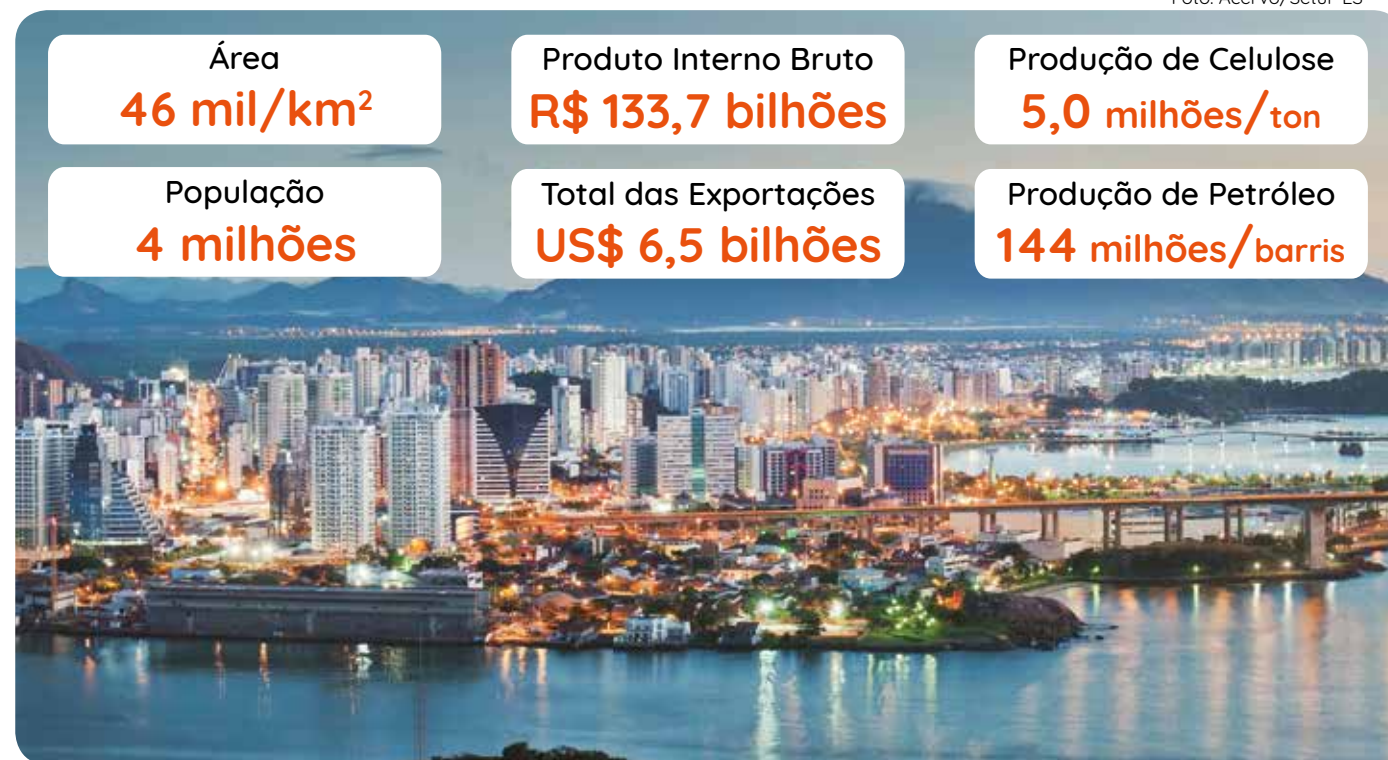 Foto: Acervo/Setur-ES
Área
46 mil/km²
Produto Interno Bruto
R$ 133,7 bilhões
Produção de Celulose
5,0 milhões/ton
População
4 milhões
Total das Exportações
US$ 6,5 bilhões
Produção de Petróleo
144 milhões/barris